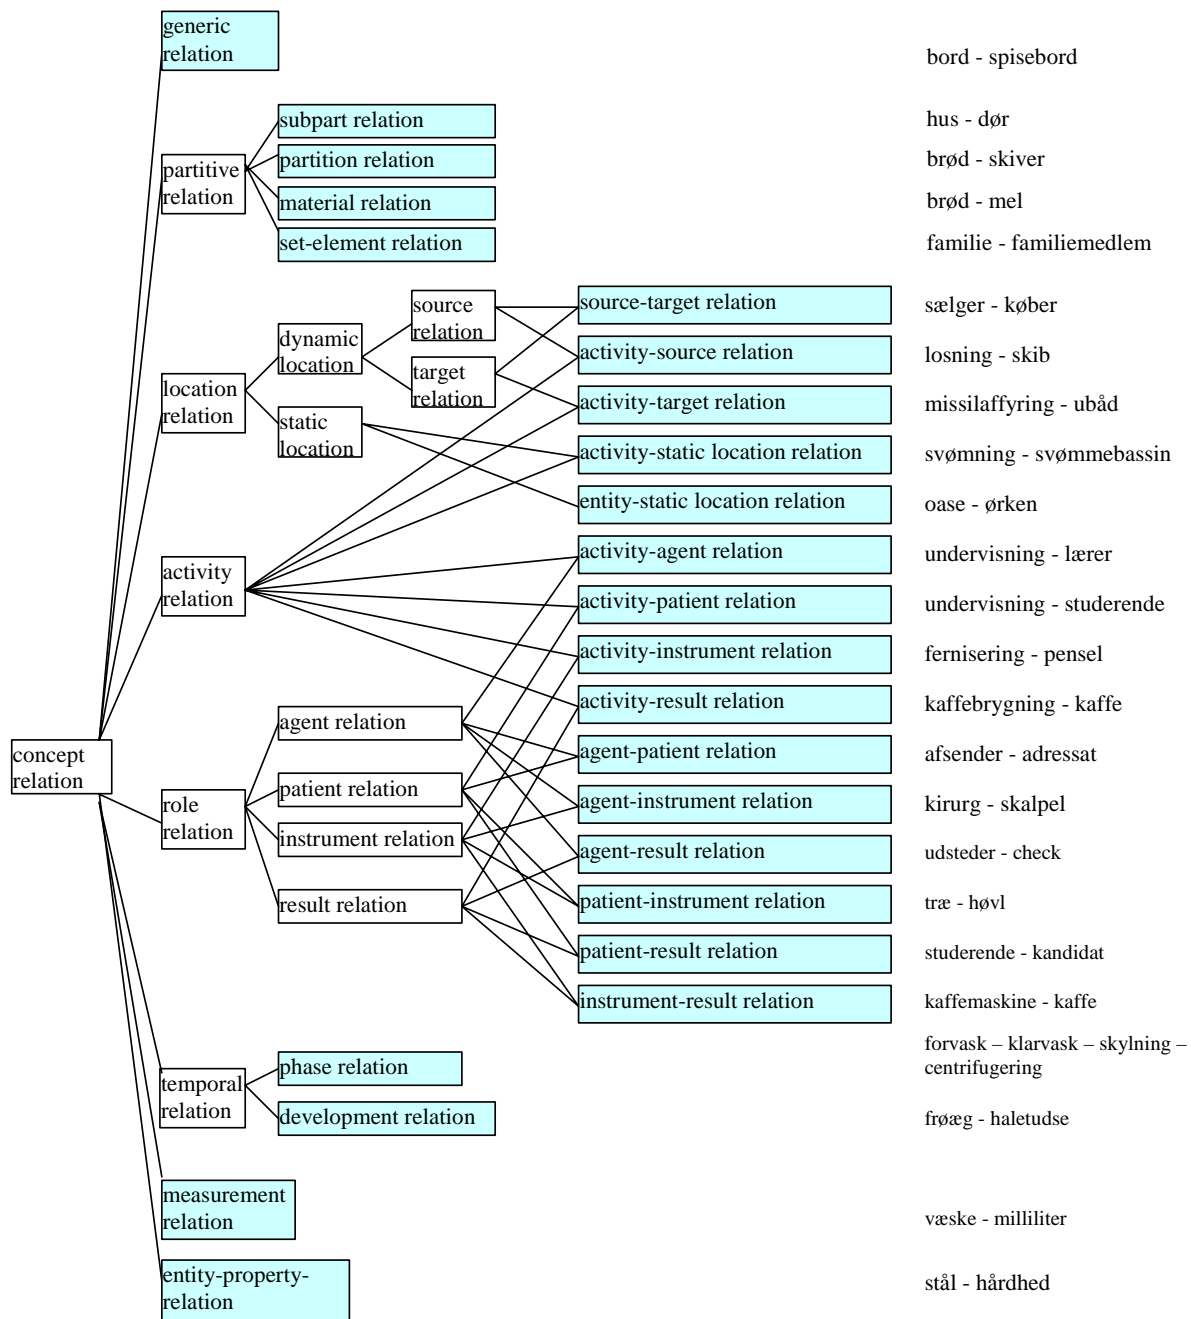 generic
relation
bord - spisebord
subpart relation
hus - dør
partitive
relation
partition relation
brød - skiver
material relation
brød - mel
set-element relation
familie - familiemedlem
source
relation
source-target relation
sælger - køber
dynamic
location
activity-source relation
losning - skib
target
relation
location
relation
activity-target relation
missilaffyring - ubåd
static
location
activity-static location relation
svømning - svømmebassin
entity-static location relation
oase - ørken
activity
relation
activity-agent relation
undervisning - lærer
activity-patient relation
undervisning - studerende
activity-instrument relation
fernisering - pensel
activity-result relation
kaffebrygning - kaffe
agent relation
concept
relation
agent-patient relation
afsender - adressat
patient relation
role
relation
agent-instrument relation
kirurg - skalpel
instrument relation
agent-result relation
udsteder - check
result relation
patient-instrument relation
træ - høvl
patient-result relation
studerende - kandidat
instrument-result relation
kaffemaskine - kaffe
temporal
relation
phase relation
forvask – klarvask – skylning –
centrifugering
development relation
frøæg - haletudse
measurement
relation
væske - milliliter
entity-property-
relation
stål - hårdhed